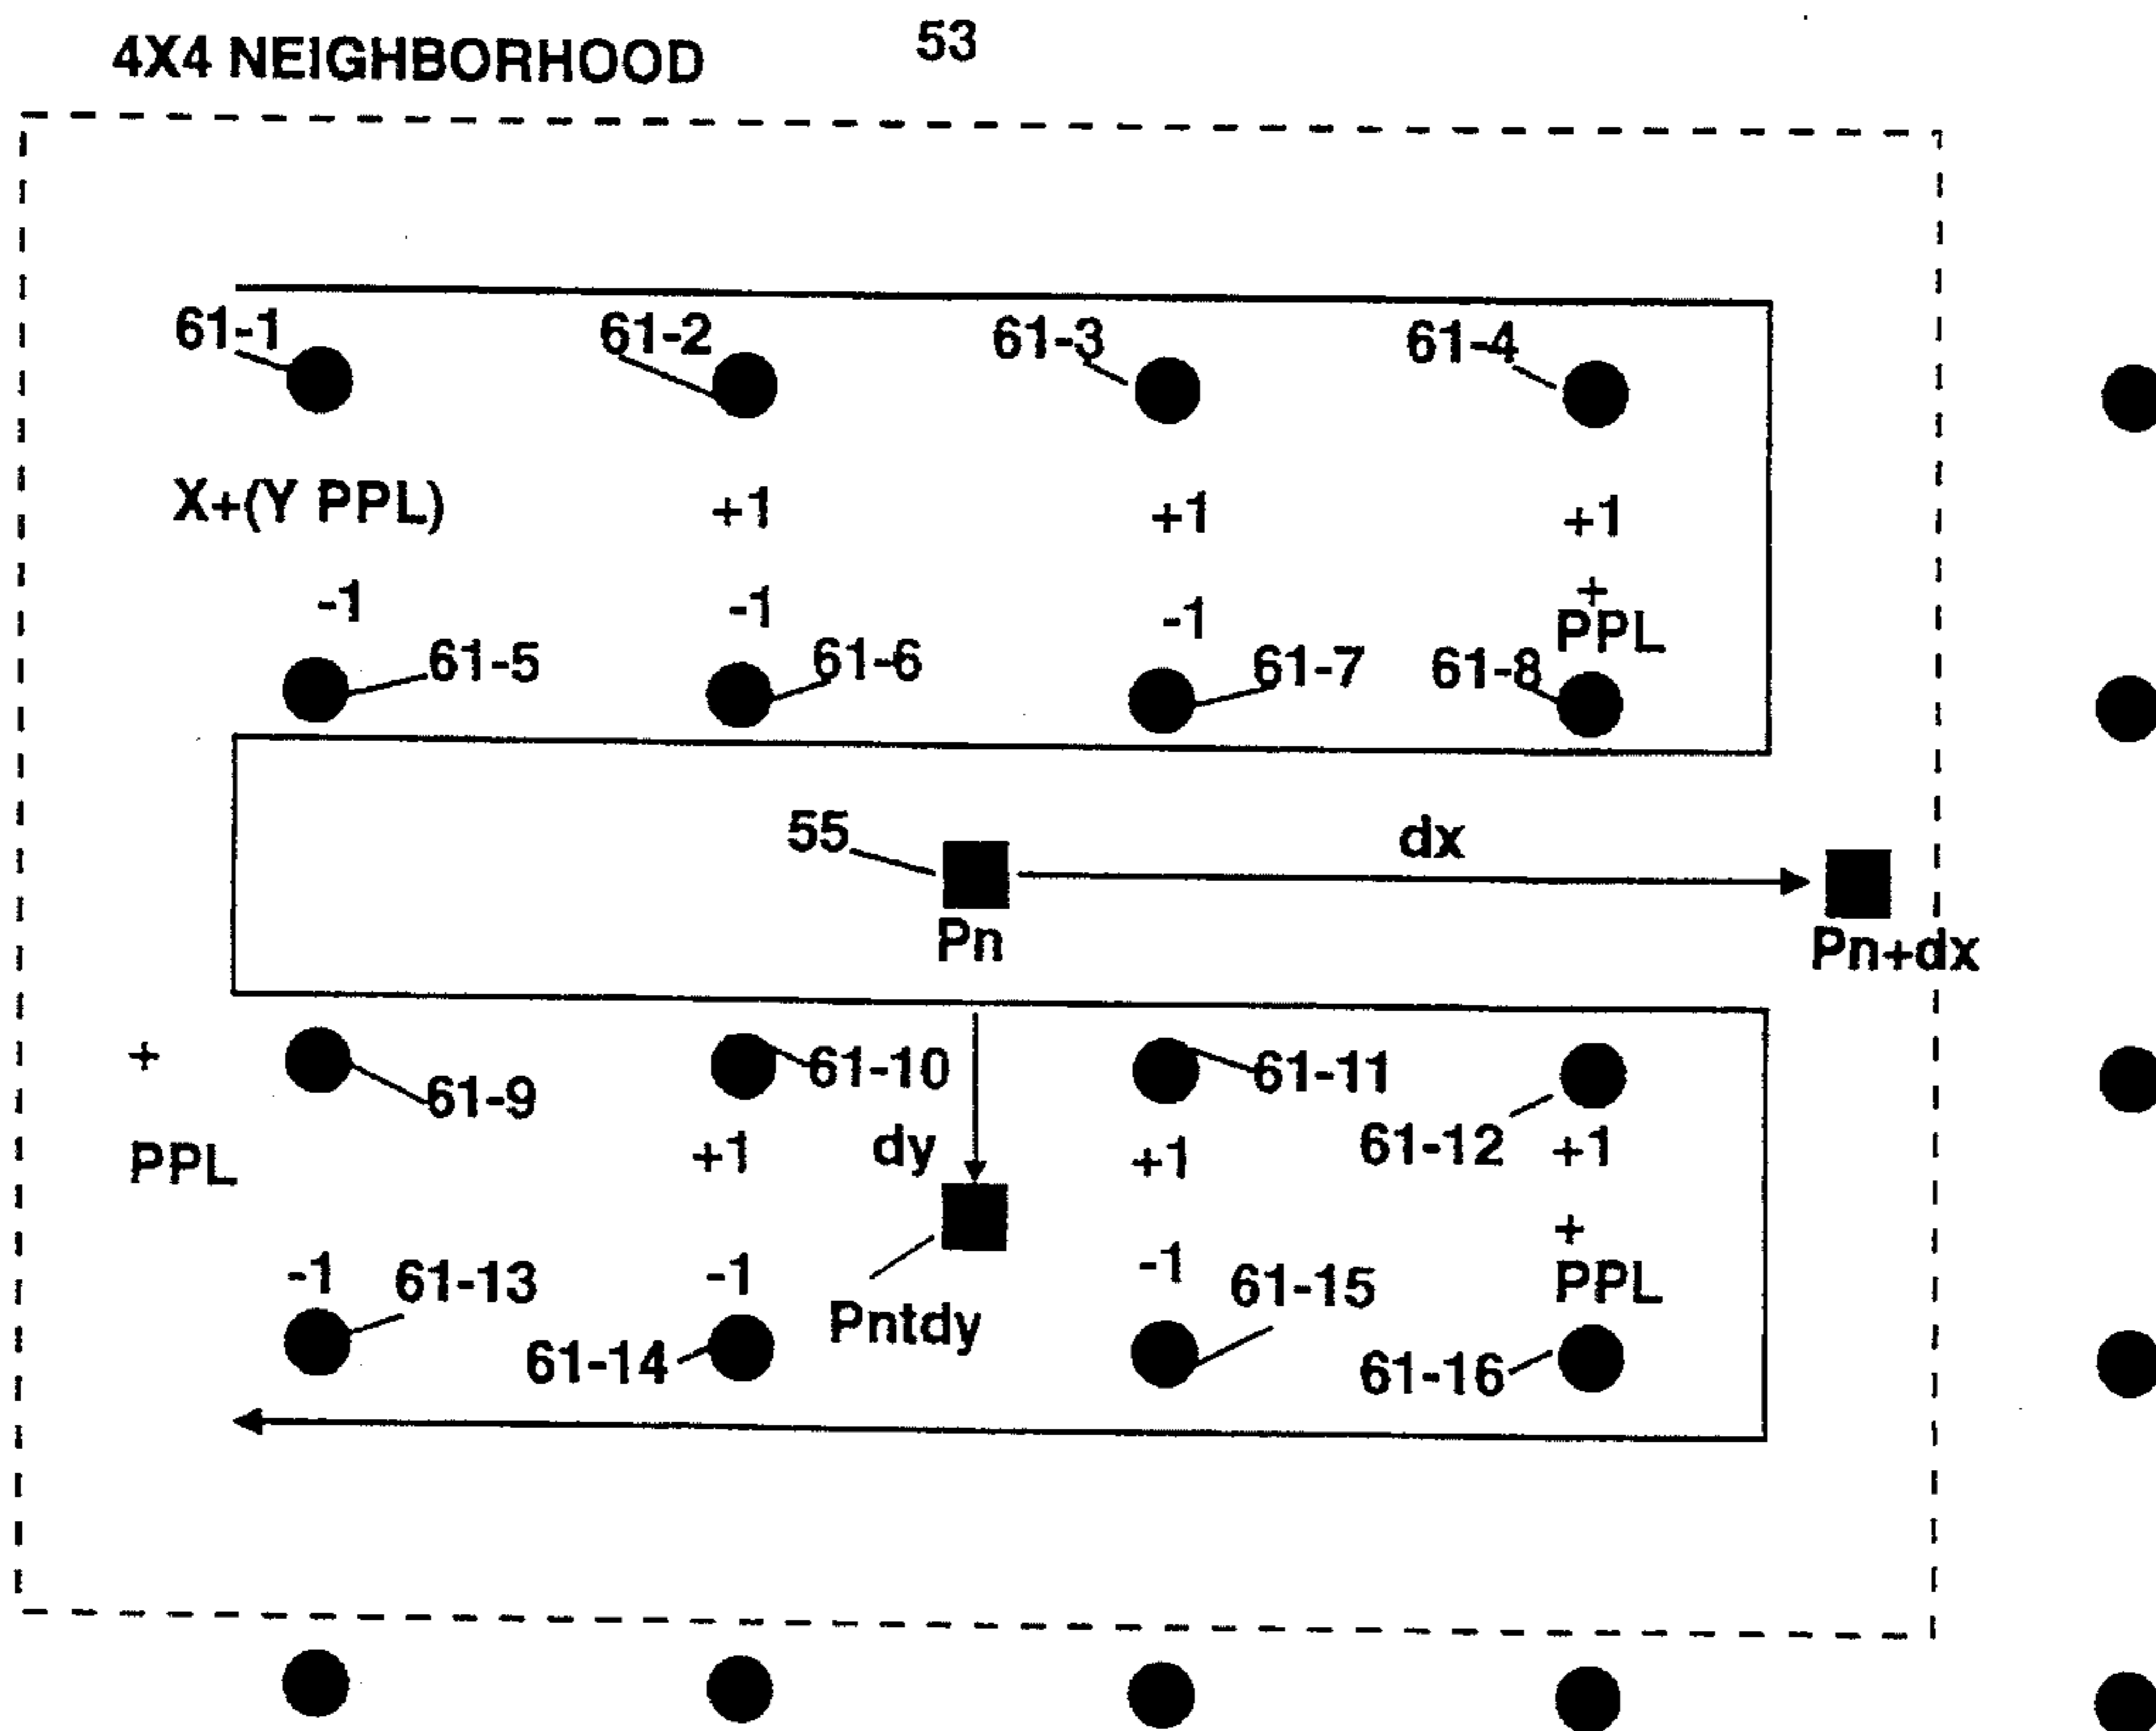 4X4 NEIGHBORHOOD 53
61-1 61-2 61-3 61-4
X+(Y PPL) +1 +1 +1
-1 -1 -1 +
PPL
61-5 61-6 61-7 61-8
55 dx
Pn Pn+dx
+ 61-9 61-10 61-11
PPL +1 dy +1 61-12 +1
+
-1 61-13 -1 -1 61-15 PPL
Pntdy
61-14 61-16